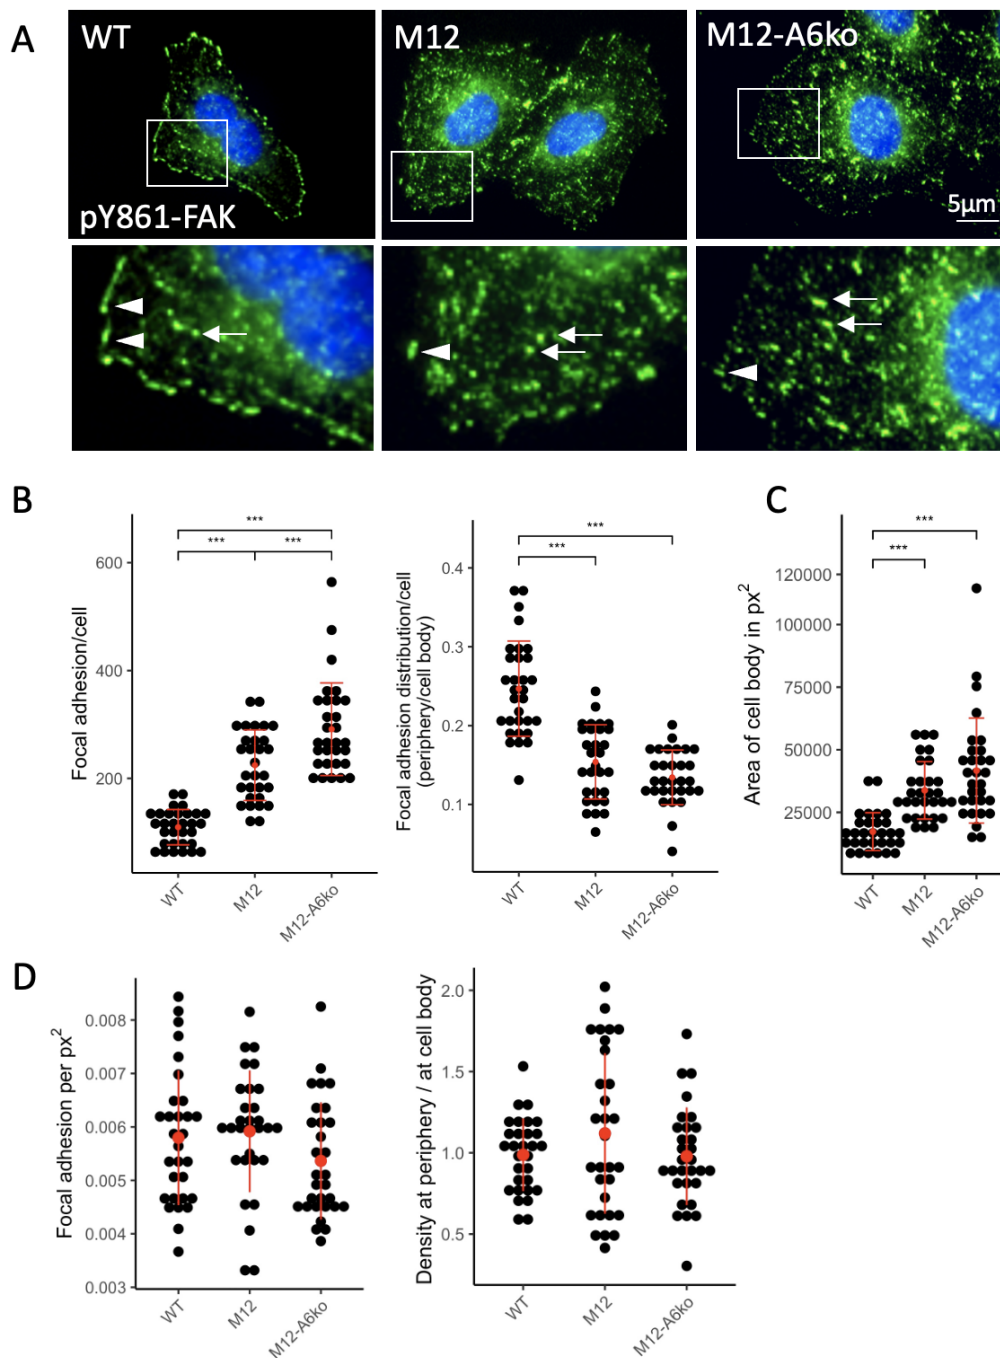 A
WT
M12
M12-A6ko
pY861-FAK
5µm
B
C
***
***
***
Focal adhesion/cell
600
400
200
WT
M12
M12-A6ko
***
***
Focal adhesion distribution/cell
(periphery/cell body)
0.4
0.3
0.2
0.1
WT
M12
M12-A6ko
***
***
Area of cell body in px²
120000
100000
75000
50000
25000
WT
M12
M12-A6ko
D
Focal adhesion per px²
0.008
0.007
0.006
0.005
0.004
0.003
WT
M12
M12-A6ko
Density at periphery / at cell body
2.0
1.5
1.0
0.5
WT
M12
M12-A6ko